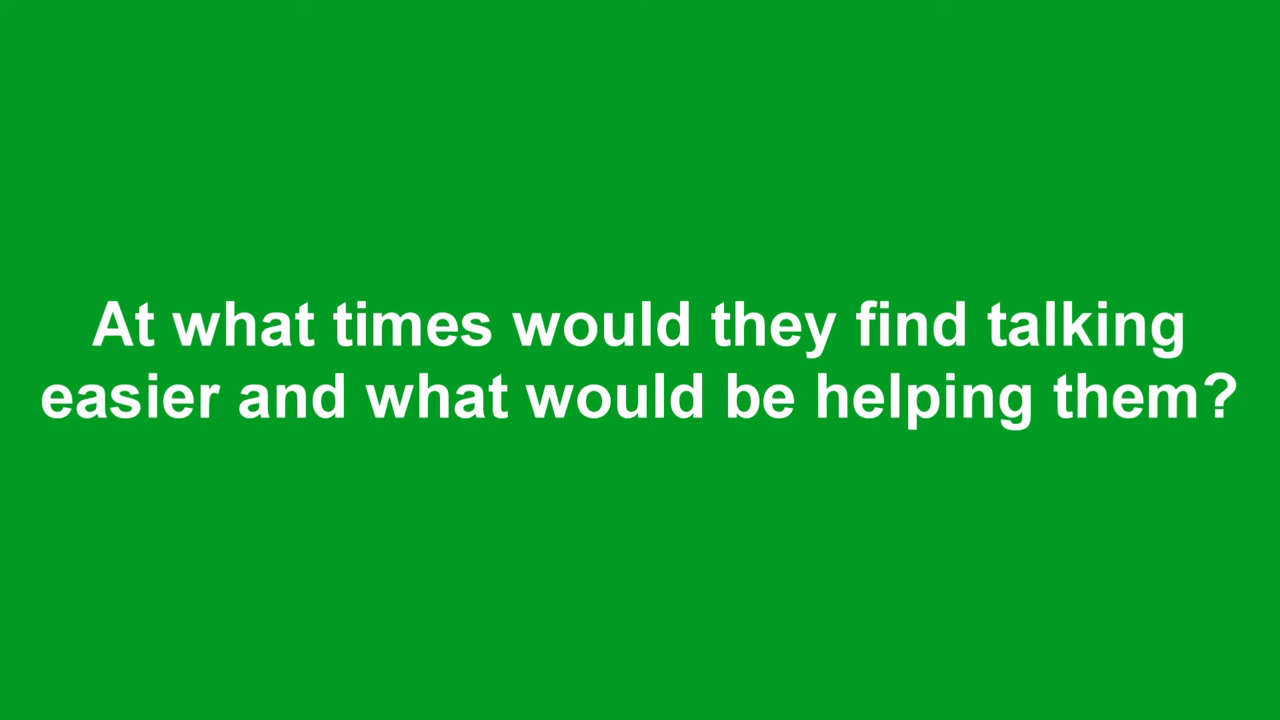 At what times would they find talking
easier and what would be helping them?